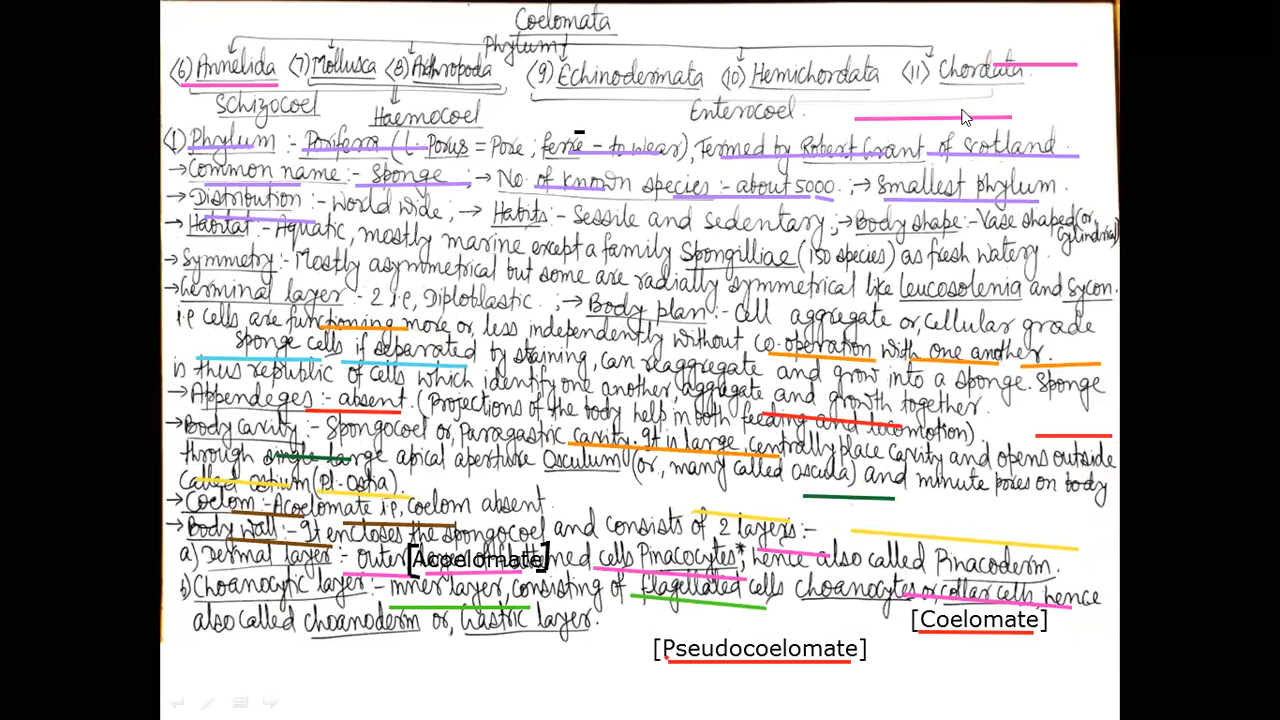 Coelomata
Phylum
(6) Annelida (7) Mollusca (8) Arthropoda (9) Echinodermata (10) Hemichordata (11) Chordata
Schizocoel Haemocoel Enterocoel
(1) Phylum :- Porifera (L. Porus = Pore ; ferre - to wear), Termed by Robert Grant of Scotland
→ Common name :- Sponge ; → No. of known species :- about 5000 ; → Smallest phylum.
→ Distribution :- World wide ; → Habits :- Sessile and sedentary ; → Body shape :- Vase shaped (or, cylindrical)
→ Habitat :- Aquatic, mostly marine except a family Spongilliae (150 species) as fresh watery.
→ Symmetry :- Mostly asymmetrical but some are radially symmetrical like Leucosolenia and Sycon.
→ Germinal layer - 2 i.e, Diploblastic. ; → Body plan :- Cell aggregate or, cellular grade
i.e cells are functioning more or, less independently without co-operation with one another.
Sponge cells if separated by staining, can reaggregate and grow into a sponge. Sponge
is thus republic of cells which identify one another, aggregate and growth together.
→ Appendeges :- absent. (Projections of the body help in both feeding and locomotion).
→ Body cavity :- Spongocoel or, Paragastric cavity. It is large, centrally place cavity and opens outside
through single large apical aperture Osculum (or, many called oscula) and minute pores on body
Called ostium (Pl. Ostia).
→ Coelom :- Acoelomate i.e, coelom absent.
→ Body wall :- It encloses the spongocoel and consists of 2 layers :-
a) Dermal layer :- Outer cells Pinacocytes*, hence also called Pinacoderm.
[Acoelomate]
b) Choanocytic layer :- inner layer, consisting of flagellated cells choanocytes or, collar cells, hence
also called choanoderm or, Gastric layer.
[Coelomate]
[Pseudocoelomate]